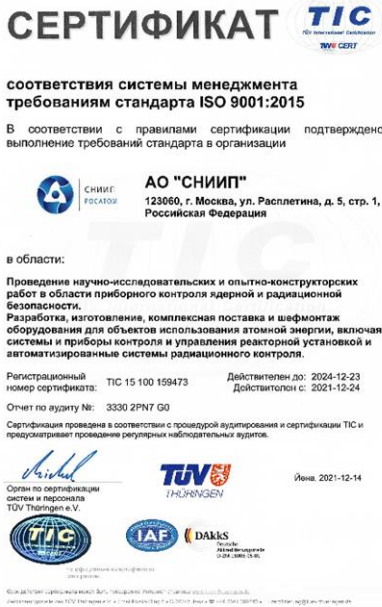 СЕРТИФИКАТ
TIC
TÜV International Certification
TÜV CERT
соответствия системы менеджмента
требованиям стандарта ISO 9001:2015
В соответствии с правилами сертификации подтверждено
выполнение требований стандарта в организации
СНИИП
РОСАТОМ
АО "СНИИП"
123060, г. Москва, ул. Расплетина, д. 5, стр. 1,
Российская Федерация
в области:
Проведение научно-исследовательских и опытно-конструкторских
работ в области приборного контроля ядерной и радиационной
безопасности.
Разработка, изготовление, комплексная поставка и шефмонтаж
оборудования для объектов использования атомной энергии, включая
системы и приборы контроля и управления реакторной установкой и
автоматизированные системы радиационного контроля.
Регистрационный
номер сертификата:
TIC 15 100 159473
Действителен до: 2024-12-23
Действителен с: 2021-12-24
Отчет по аудиту №: 3330 2PN7 G0
Сертификация проведена в соответствии с процедурой аудитирования и сертификации TIC и
предусматривает проведение регулярных наблюдательных аудитов.
Орган по сертификации
систем и персонала
TÜV Thüringen e.V.
TÜV
THÜRINGEN
Йена, 2021-12-14
TIC
IAF
DAkkS
Deutsche
Akkreditierungsstelle